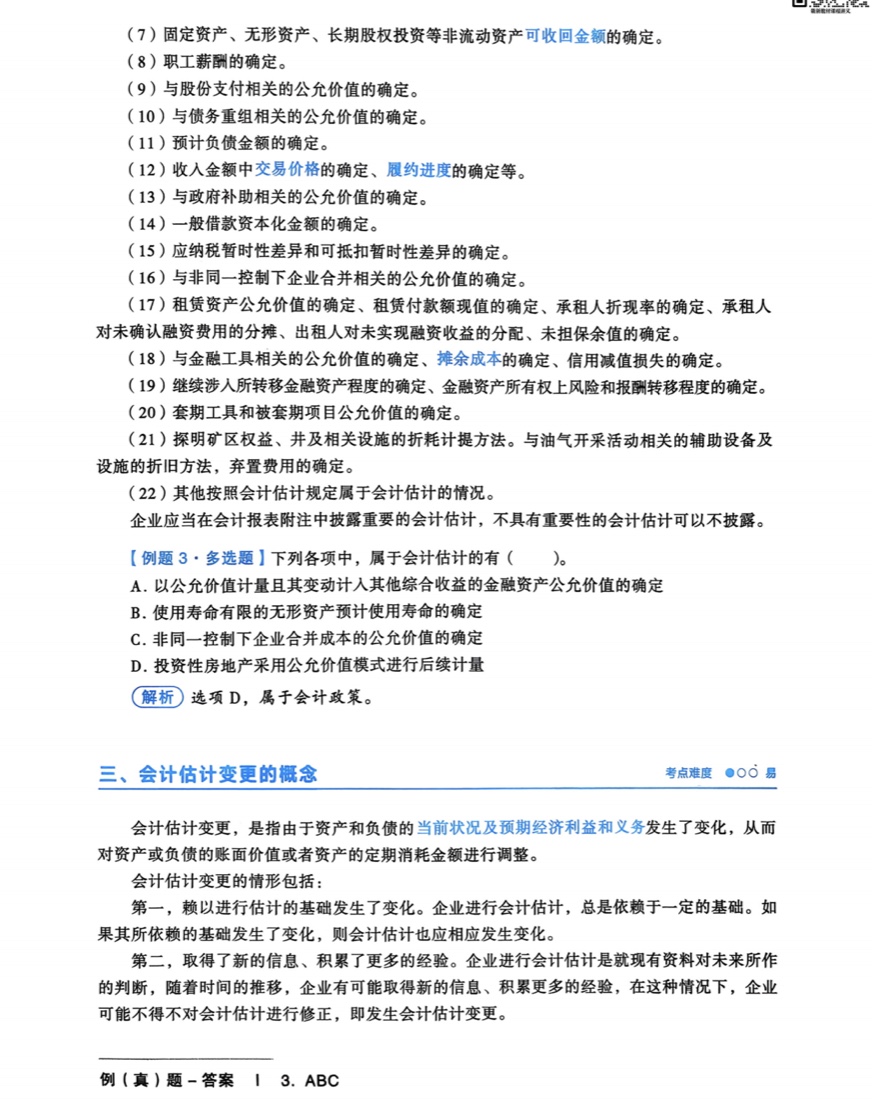 （7）固定资产、无形资产、长期股权投资等非流动资产可收回金额的确定。
（8）职工薪酬的确定。
（9）与股份支付相关的公允价值的确定。
（10）与债务重组相关的公允价值的确定。
（11）预计负债金额的确定。
（12）收入金额中交易价格的确定、履约进度的确定等。
（13）与政府补助相关的公允价值的确定。
（14）一般借款资本化金额的确定。
（15）应纳税暂时性差异和可抵扣暂时性差异的确定。
（16）与非同一控制下企业合并相关的公允价值的确定。
（17）租赁资产公允价值的确定、租赁付款额现值的确定、承租人折现率的确定、承租人
对未确认融资费用的分摊、出租人对未实现融资收益的分配、未担保余值的确定。
（18）与金融工具相关的公允价值的确定、摊余成本的确定、信用减值损失的确定。
（19）继续涉入所转移金融资产程度的确定、金融资产所有权上风险和报酬转移程度的确定。
（20）套期工具和被套期项目公允价值的确定。
（21）探明矿区权益、井及相关设施的折耗计提方法。与油气开采活动相关的辅助设备及
设施的折旧方法，弃置费用的确定。
（22）其他按照会计估计规定属于会计估计的情况。
企业应当在会计报表附注中披露重要的会计估计，不具有重要性的会计估计可以不披露。
【例题 3·多选题】下列各项中，属于会计估计的有（　　）。
A. 以公允价值计量且其变动计入其他综合收益的金融资产公允价值的确定
B. 使用寿命有限的无形资产预计使用寿命的确定
C. 非同一控制下企业合并成本的公允价值的确定
D. 投资性房地产采用公允价值模式进行后续计量
解析 选项 D，属于会计政策。
三、会计估计变更的概念 考点难度 ●○○ 易
会计估计变更，是指由于资产和负债的当前状况及预期经济利益和义务发生了变化，从而
对资产或负债的账面价值或者资产的定期消耗金额进行调整。
会计估计变更的情形包括：
第一，赖以进行估计的基础发生了变化。企业进行会计估计，总是依赖于一定的基础。如
果其所依赖的基础发生了变化，则会计估计也应相应发生变化。
第二，取得了新的信息、积累了更多的经验。企业进行会计估计是就现有资料对未来所作
的判断，随着时间的推移，企业有可能取得新的信息、积累更多的经验，在这种情况下，企业
可能不得不对会计估计进行修正，即发生会计估计变更。
例（真）题－答案 | 3. ABC